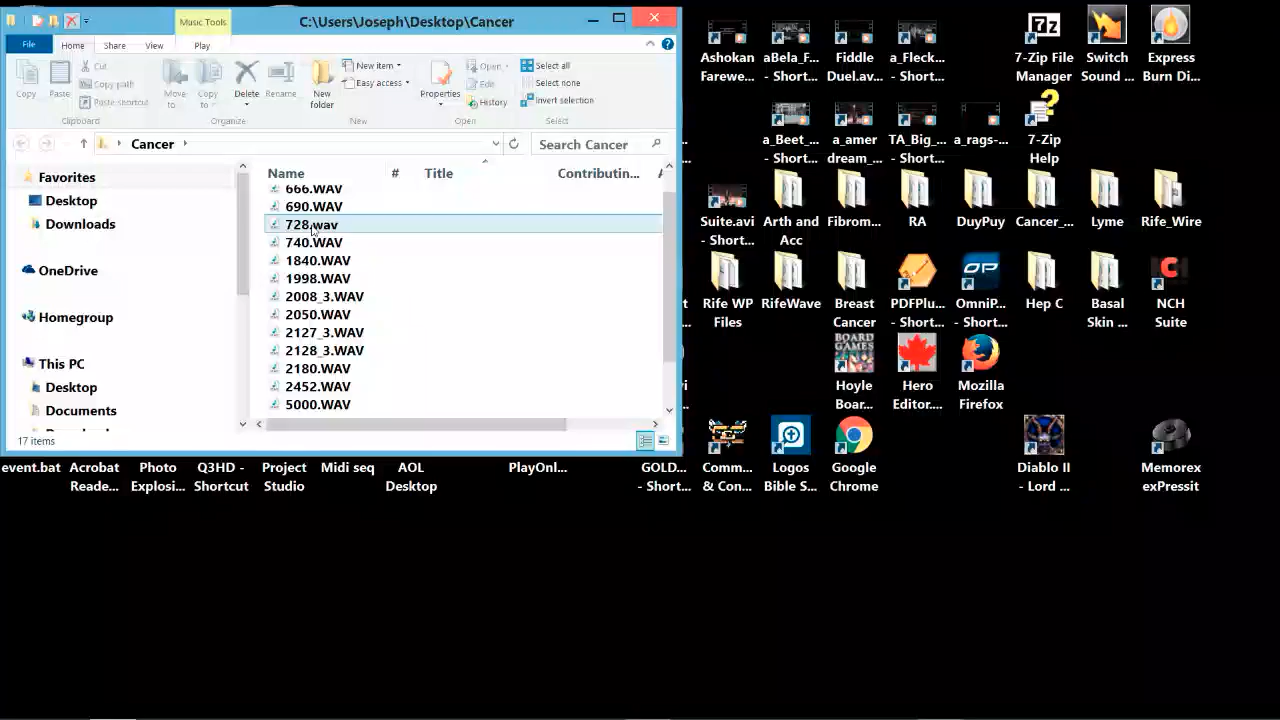 Music Tools
C:\Users\Joseph\Desktop\Cancer
File Home Share View Play
Copy Paste Cut Copy path Paste shortcut Move to Copy to Delete Rename New folder New item Easy access Properties Open Edit History Select all Select none Invert selection
Clipboard Organize New Open Select
Cancer
Search Cancer
Favorites
Desktop
Downloads
OneDrive
Homegroup
This PC
Desktop
Documents
Name # Title Contributin...
666.WAV
690.WAV
728.wav
740.WAV
1840.WAV
1998.WAV
2008_3.WAV
2050.WAV
2127_3.WAV
2128_3.WAV
2180.WAV
2452.WAV
5000.WAV
17 items
Ashokan Farewe...
aBela_F... - Short...
Fiddle Duel.av...
a_Fleck... - Short...
7-Zip File Manager
Switch Sound ...
Express Burn Di...
a_Beet_... - Short...
a_amer dream_...
TA_Big_... - Short...
a_rags-...
7-Zip Help
Suite.avi - Short...
Arth and Acc
Fibrom...
RA
DuyPuy
Cancer_...
Lyme
Rife_Wire
Rife WP Files
RifeWave
Breast Cancer
PDFPlu... - Short...
OmniP... - Short...
Hep C
Basal Skin ...
NCH Suite
BOARD GAMES
Hoyle Boar...
Hero Editor....
Mozilla Firefox
event.bat
Acrobat Reade...
Photo Explosi...
Q3HD - Shortcut
Project Studio
Midi seq
AOL Desktop
PlayOnl...
GOLD... - Short...
Comm... & Con...
Logos Bible S...
Google Chrome
Diablo II - Lord ...
Memorex exPressit